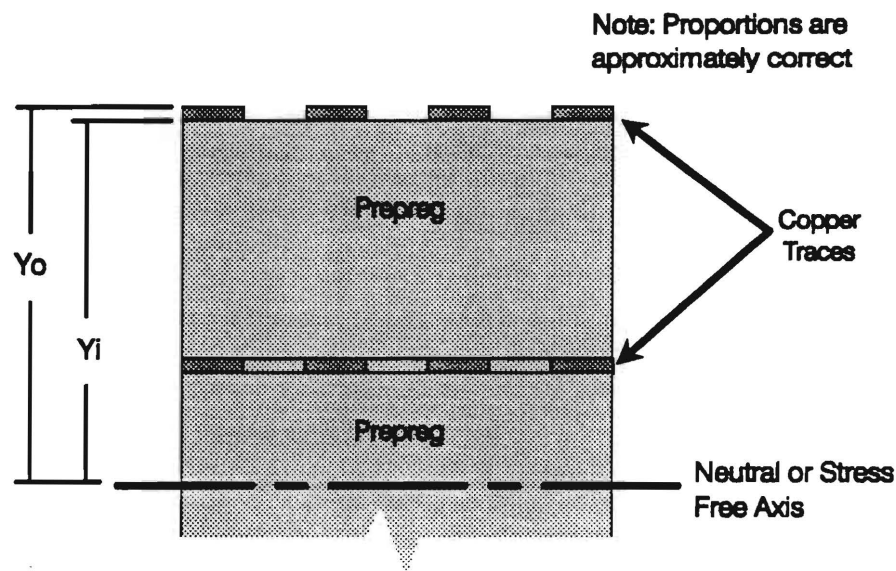 Note: Proportions are
approximately correct
Prepreg
Copper
Traces
Yo
Yi
Prepreg
Neutral or Stress
Free Axis